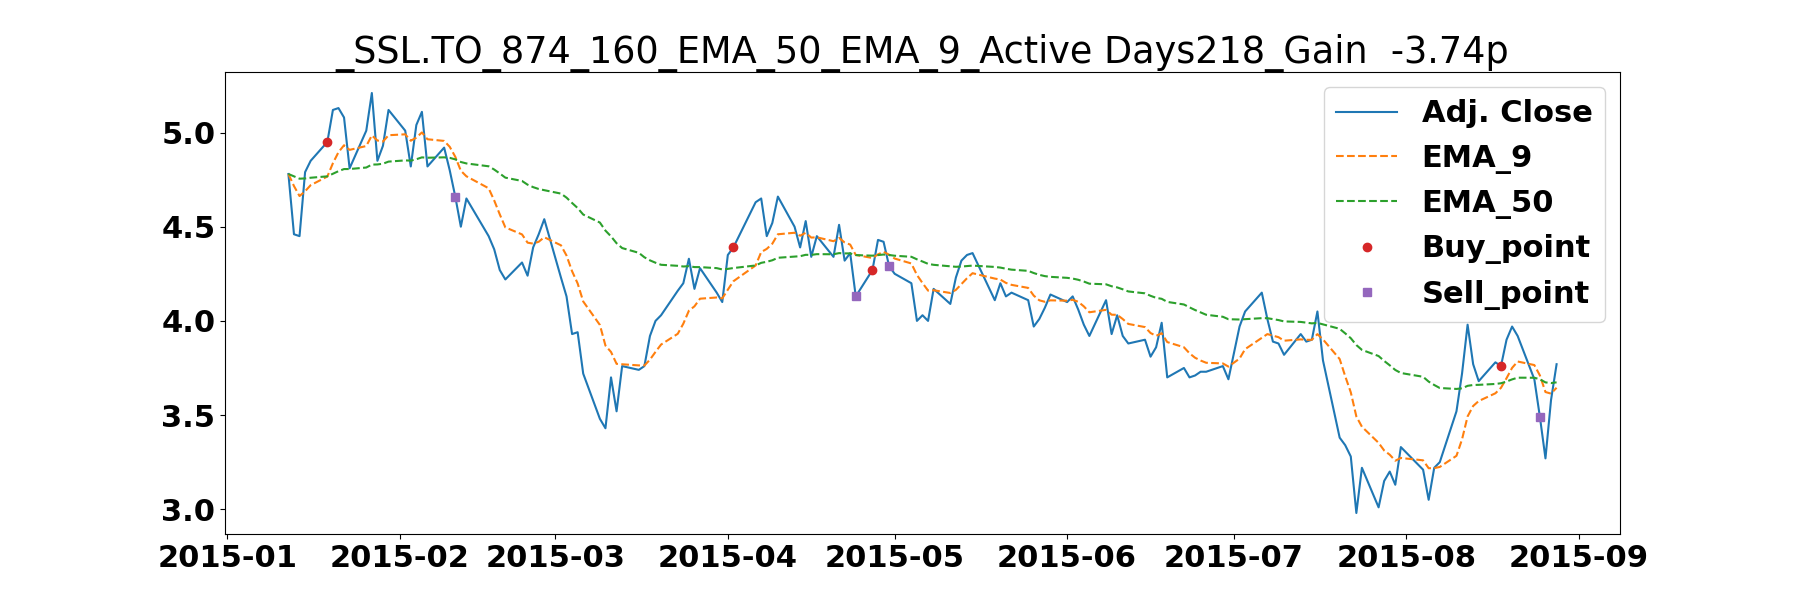 _SSL.TO_874_160_EMA_50_EMA_9_Active Days218_Gain  -3.74p
Adj. Close
EMA_9
EMA_50
Buy_point
Sell_point
5.0
4.5
4.0
3.5
3.0
2015-01 2015-02 2015-03 2015-04 2015-05 2015-06 2015-07 2015-08 2015-09